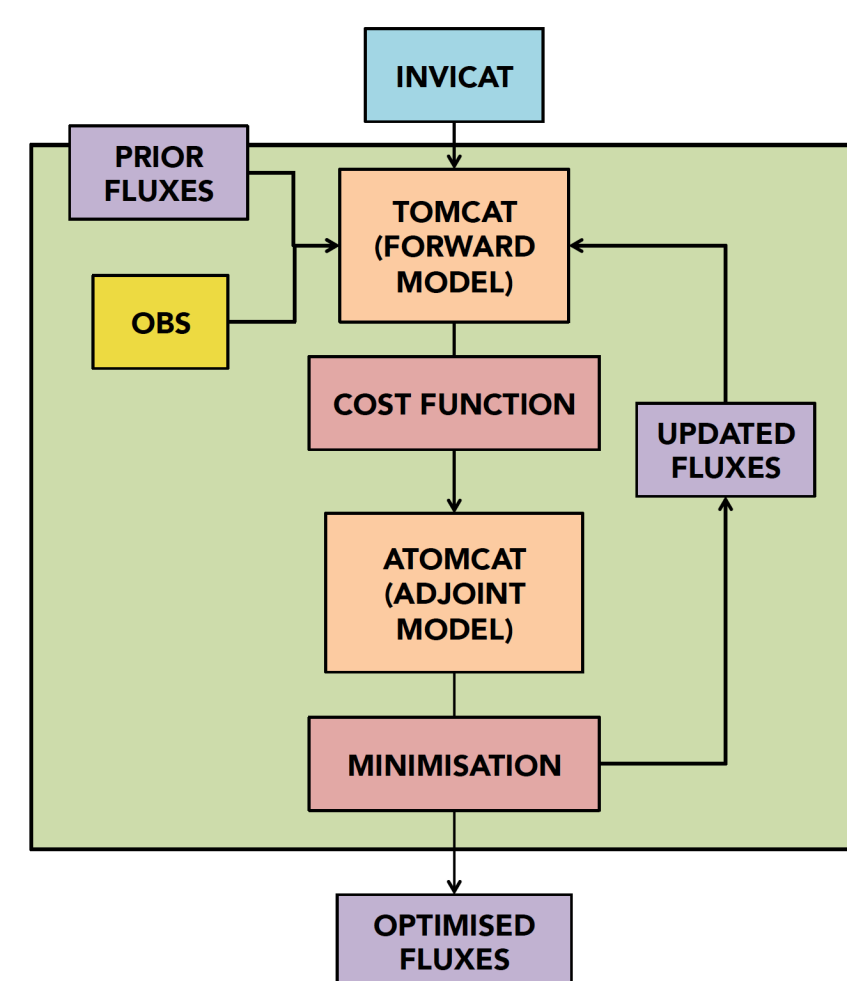 INVICAT
PRIOR
FLUXES
TOMCAT
(FORWARD
MODEL)
OBS
COST FUNCTION
UPDATED
FLUXES
ATOMCAT
(ADJOINT
MODEL)
MINIMISATION
OPTIMISED
FLUXES